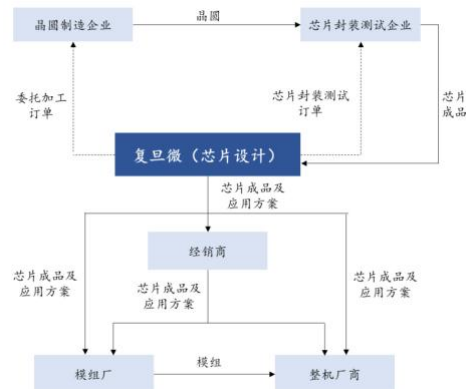 晶圆制造企业
晶圆
芯片封装测试企业
委托加工
订单
芯片封装测试
订单
芯片
成品
复旦微（芯片设计）
芯片成品及
应用方案
经销商
芯片成品及
应用方案
芯片成品及
应用方案
芯片成品及
应用方案
模组厂
模组
整机厂商